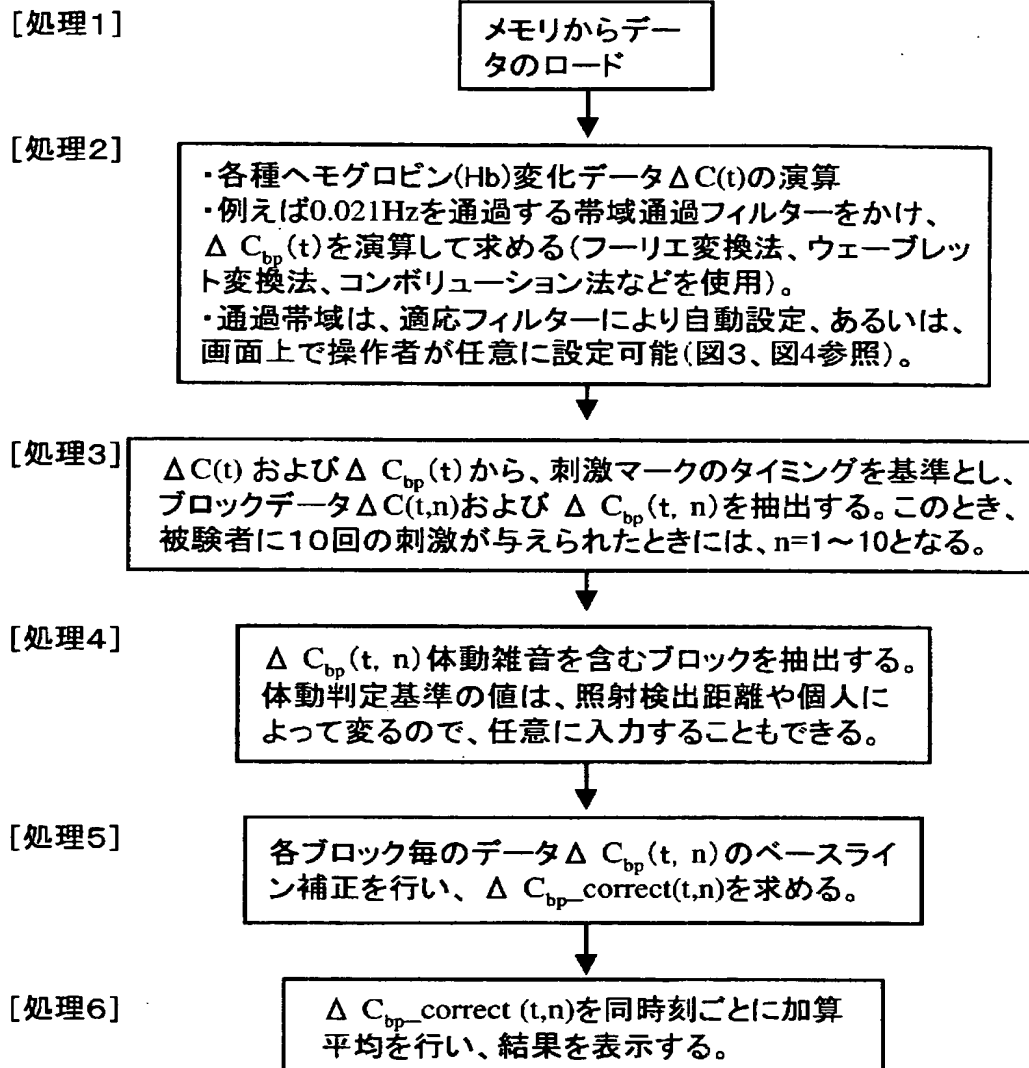 [処理1]
メモリからデー
タのロード
[処理2]
・各種ヘモグロビン(Hb)変化データΔC(t)の演算
・例えば0.021Hzを通過する帯域通過フィルターをかけ、
Δ Cbp(t)を演算して求める(フーリエ変換法、ウェーブレッ
ト変換法、コンボリューション法などを使用)。
・通過帯域は、適応フィルターにより自動設定、あるいは、
画面上で操作者が任意に設定可能(図3、図4参照)。
[処理3]
ΔC(t) およびΔ Cbp(t)から、刺激マークのタイミングを基準とし、
ブロックデータΔC(t,n)および Δ Cbp(t, n)を抽出する。このとき、
被験者に10回の刺激が与えられたときには、n=1~10となる。
[処理4]
Δ Cbp(t, n)体動雑音を含むブロックを抽出する。
体動判定基準の値は、照射検出距離や個人に
よって変るので、任意に入力することもできる。
[処理5]
各ブロック毎のデータΔ Cbp(t, n)のベースライ
ン補正を行い、Δ Cbp_correct(t,n)を求める。
[処理6]
Δ Cbp_correct (t,n)を同時刻ごとに加算
平均を行い、結果を表示する。